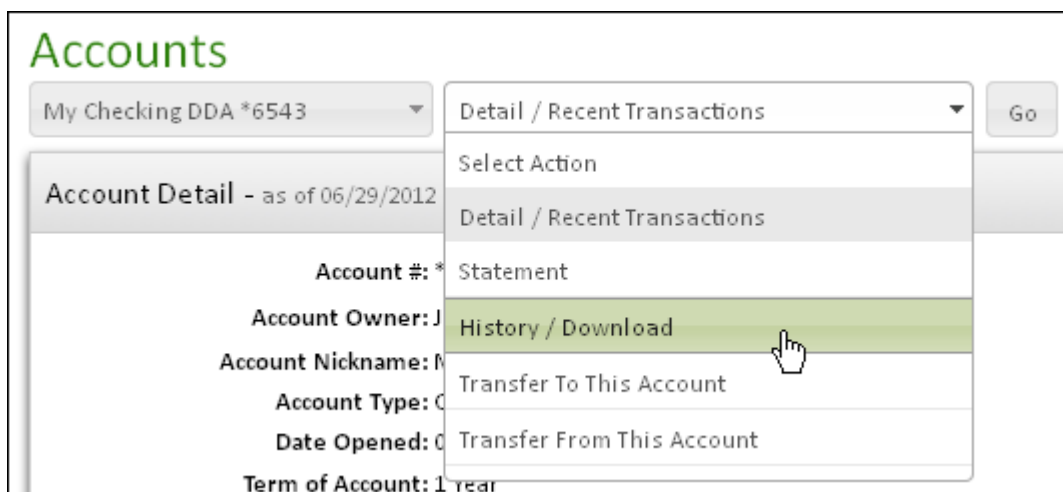 Accounts
My Checking DDA *6543
Detail / Recent Transactions
Go
Select Action
Account Detail - as of 06/29/2012
Detail / Recent Transactions
Account #: *
Statement
Account Owner: J
History / Download
Account Nickname:
Account Type:
Transfer To This Account
Date Opened:
Transfer From This Account
Term of Account: 1 Year